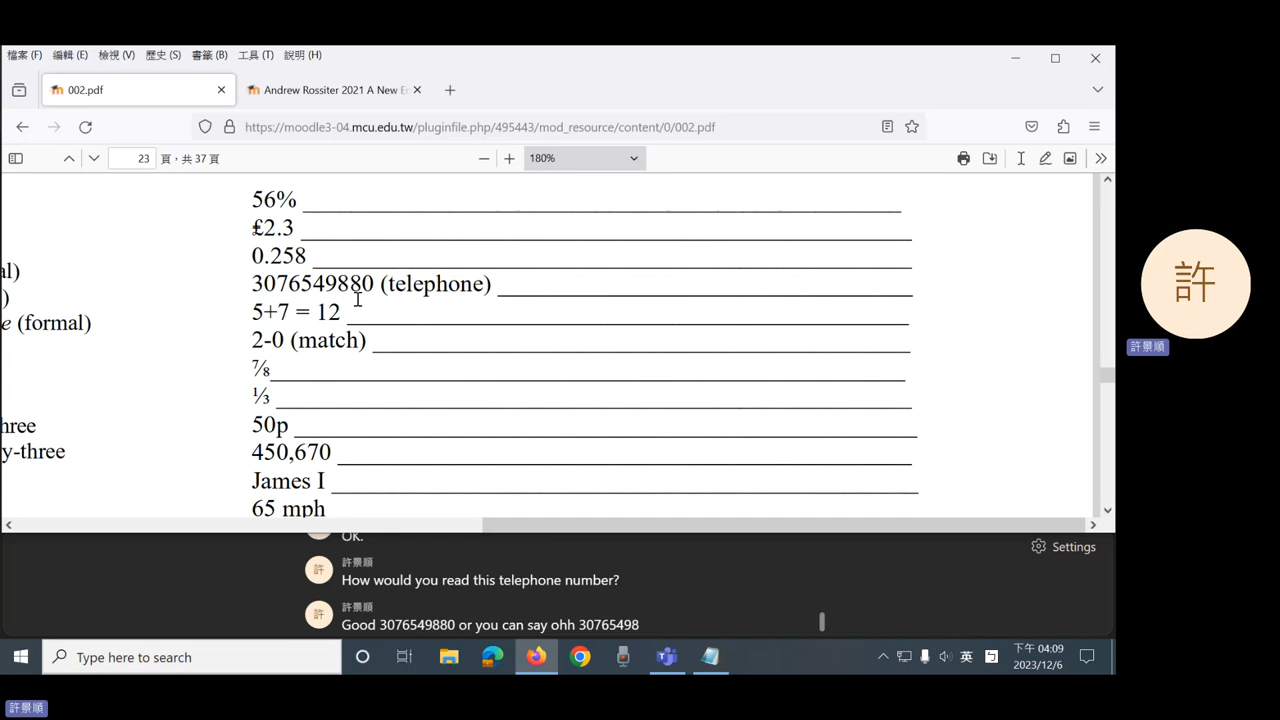 檔案 (F) 編輯 (E) 檢視 (V) 歷史 (S) 書籤 (B) 工具 (T) 說明 (H)
002.pdf Andrew Rossiter 2021 A New E
https://moodle3-04.mcu.edu.tw/pluginfile.php/495443/mod_resource/content/0/002.pdf
23 頁，共 37 頁 180%
56%
£2.3
0.258
al)
3076549880 (telephone)
)
5+7 = 12
e (formal)
2-0 (match)
⅞
⅓
50p
hree
450,670
y-three
James I
65 mph
許
許景順
OK.
Settings
許景順
許 How would you read this telephone number?
許景順
許 Good 3076549880 or you can say ohh 30765498
Type here to search
英
下午 04:09
2023/12/6
許景順